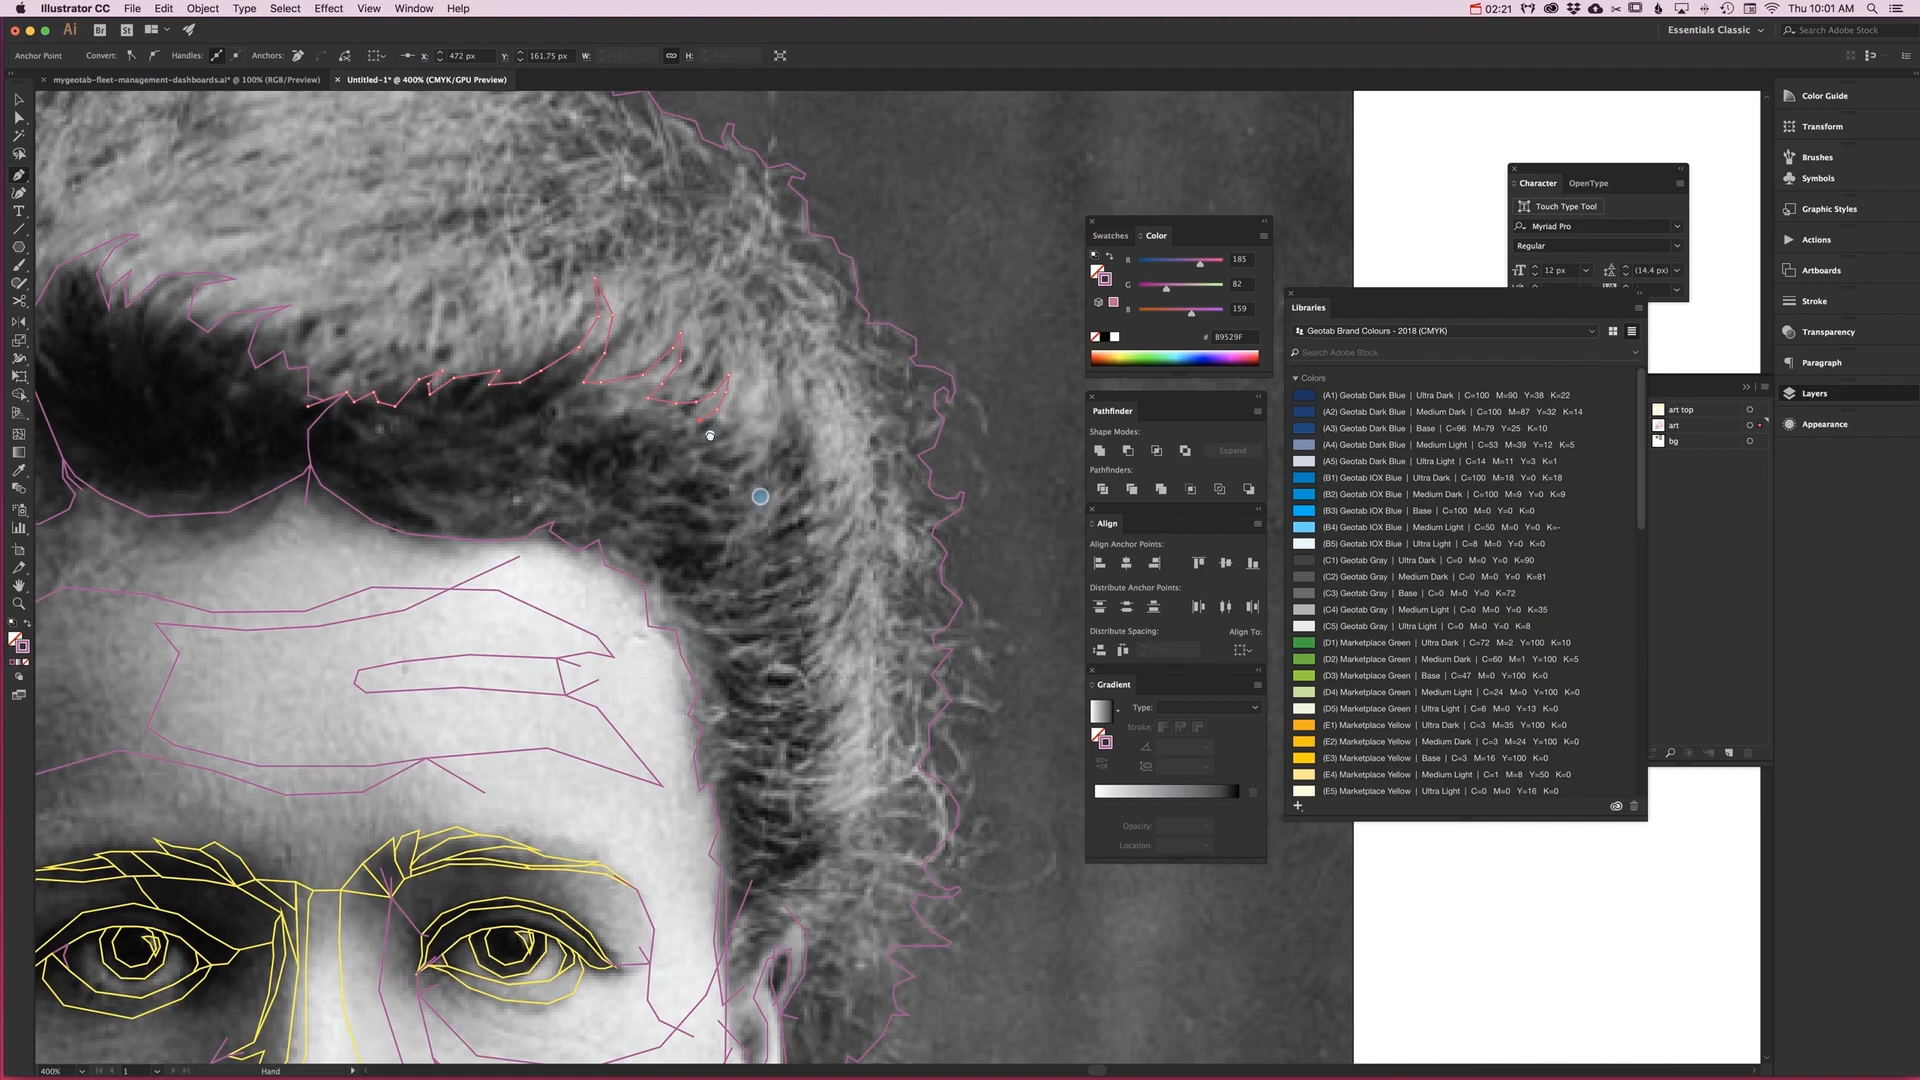 Illustrator CC File Edit Object Type Select Effect View Window Help
02:21 Thu 10:01 AM
Ai Br St Essentials Classic Search Adobe Stock
Anchor Point Convert: Handles: Anchors: X: 472 px Y: 161.75 px W: H:
mygeotab-fleet-management-dashboards.ai* @ 100% (RGB/Preview) Untitled-1* @ 400% (CMYK/GPU Preview)
Color Guide
Transform
Brushes
Symbols
Graphic Styles
Actions
Artboards
Stroke
Transparency
Paragraph
Layers
Appearance
Character OpenType
Touch Type Tool
Myriad Pro
Regular
12 px (14.4 px)
Swatches Color
R 185
G 82
B 159
# B9529F
Pathfinder
Shape Modes:
Expand
Pathfinders:
Align
Align Anchor Points:
Distribute Anchor Points:
Distribute Spacing: Align To:
Gradient
Type:
Stroke:
Opacity:
Location:
Libraries
Geotab Brand Colours - 2018 (CMYK)
Search Adobe Stock
Colors
(A1) Geotab Dark Blue | Ultra Dark | C=100 M=90 Y=38 K=22
(A2) Geotab Dark Blue | Medium Dark | C=100 M=87 Y=32 K=14
(A3) Geotab Dark Blue | Base | C=96 M=79 Y=25 K=10
(A4) Geotab Dark Blue | Medium Light | C=53 M=39 Y=12 K=5
(A5) Geotab Dark Blue | Ultra Light | C=14 M=11 Y=3 K=1
(B1) Geotab IOX Blue | Ultra Dark | C=100 M=18 Y=0 K=18
(B2) Geotab IOX Blue | Medium Dark | C=100 M=9 Y=0 K=9
(B3) Geotab IOX Blue | Base | C=100 M=0 Y=0 K=0
(B4) Geotab IOX Blue | Medium Light | C=50 M=0 Y=0 K=-
(B5) Geotab IOX Blue | Ultra Light | C=8 M=0 Y=0 K=0
(C1) Geotab Gray | Ultra Dark | C=0 M=0 Y=0 K=90
(C2) Geotab Gray | Medium Dark | C=0 M=0 Y=0 K=81
(C3) Geotab Gray | Base | C=0 M=0 Y=0 K=72
(C4) Geotab Gray | Medium Light | C=0 M=0 Y=0 K=35
(C5) Geotab Gray | Ultra Light | C=0 M=0 Y=0 K=8
(D1) Marketplace Green | Ultra Dark | C=72 M=2 Y=100 K=10
(D2) Marketplace Green | Medium Dark | C=60 M=1 Y=100 K=5
(D3) Marketplace Green | Base | C=47 M=0 Y=100 K=0
(D4) Marketplace Green | Medium Light | C=24 M=0 Y=100 K=0
(D5) Marketplace Green | Ultra Light | C=6 M=0 Y=13 K=0
(E1) Marketplace Yellow | Ultra Dark | C=3 M=35 Y=100 K=0
(E2) Marketplace Yellow | Medium Dark | C=3 M=24 Y=100 K=0
(E3) Marketplace Yellow | Base | C=3 M=16 Y=100 K=0
(E4) Marketplace Yellow | Medium Light | C=1 M=8 Y=50 K=0
(E5) Marketplace Yellow | Ultra Light | C=0 M=0 Y=16 K=0
art top
art
bg
400% 1 Hand